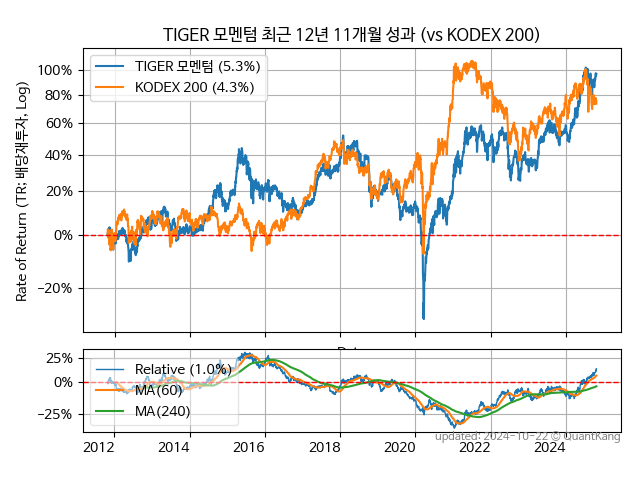 TIGER 모멘텀 최근 12년 11개월 성과 (vs KODEX 200)
Rate of Return (TR: 배당재투자, Log)
100%
80%
60%
40%
20%
0%
−20%
TIGER 모멘텀 (5.3%)
KODEX 200 (4.3%)
25%
0%
−25%
Relative (1.0%)
MA(60)
MA(240)
2012 2014 2016 2018 2020 2022 2024
updated: 2024-10-22 © QuantKang